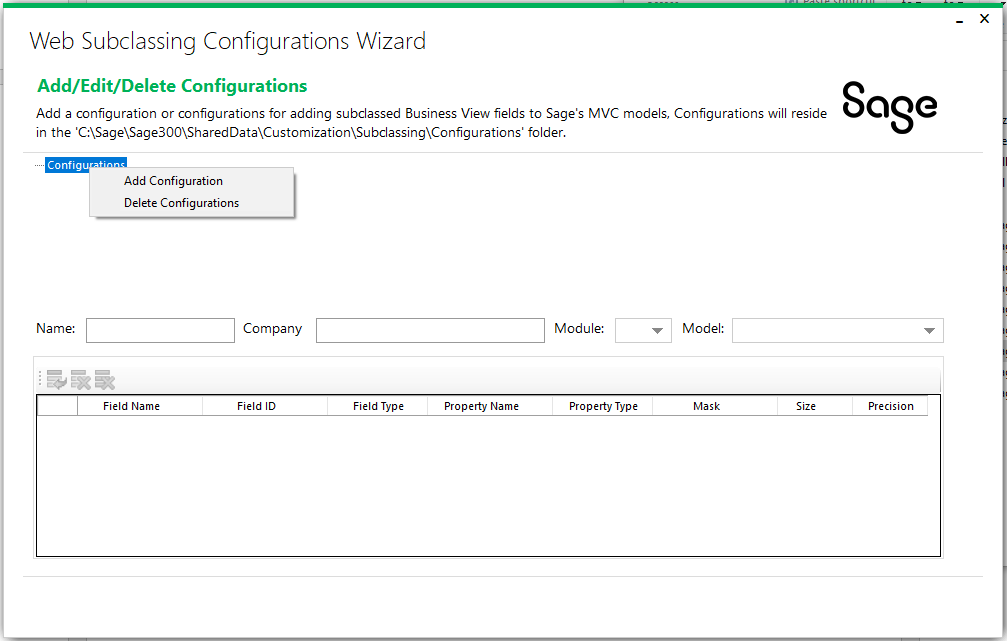 Web Subclassing Configurations Wizard
Add/Edit/Delete Configurations
Add a configuration or configurations for adding subclassed Business View fields to Sage's MVC models, Configurations will reside
in the 'C:\Sage\Sage300\SharedData\Customization\Subclassing\Configurations' folder.
Sage
Configurations
Add Configuration
Delete Configurations
Name: Company Module: Model:
Field Name Field ID Field Type Property Name Property Type Mask Size Precision